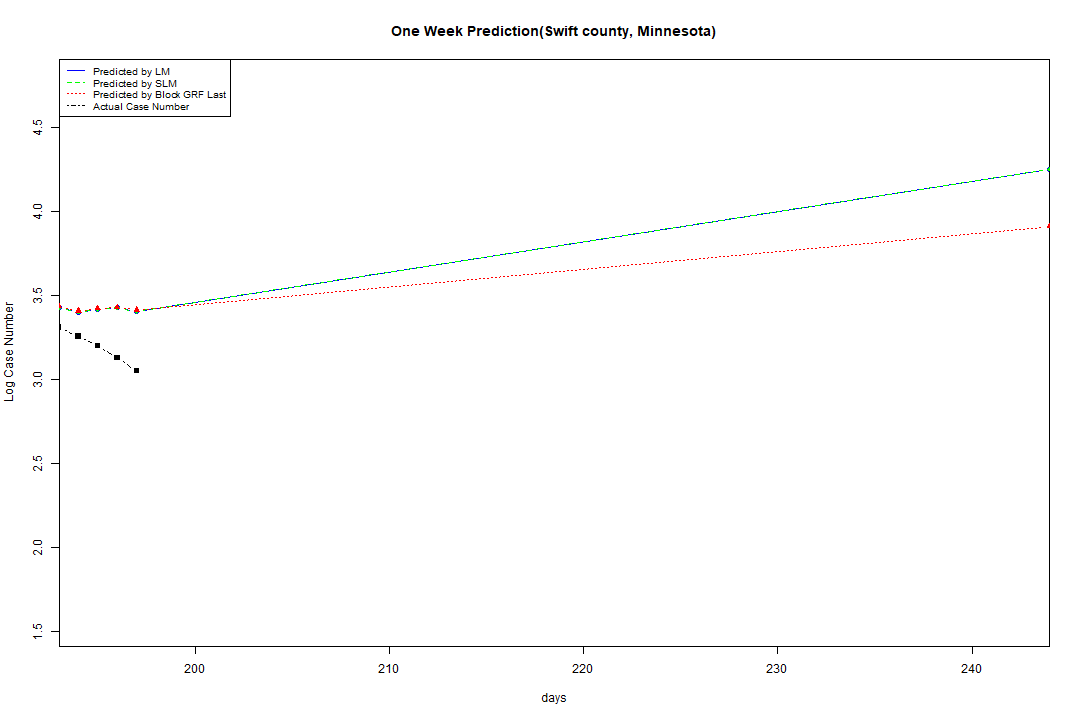 One Week Prediction(Swift county, Minnesota)
Predicted by LM
Predicted by SLM
Predicted by Block GRF Last
Actual Case Number
4.5
4.0
3.5
3.0
2.5
2.0
1.5
Log Case Number
200
210
220
230
240
days